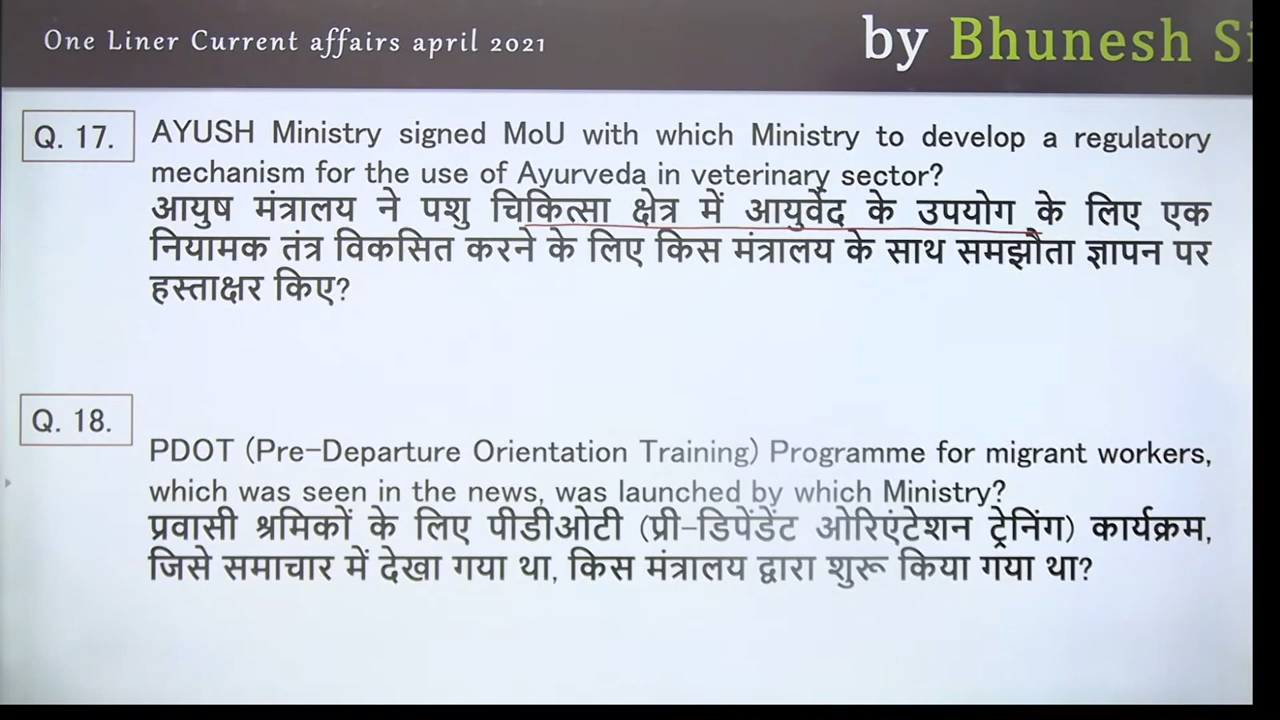 One Liner Current affairs april 2021
by Bhunesh
Q. 17.
AYUSH Ministry signed MoU with which Ministry to develop a regulatory
mechanism for the use of Ayurveda in veterinary sector?
आयुष मंत्रालय ने पशु चिकित्सा क्षेत्र में आयुर्वेद के उपयोग के लिए एक
नियामक तंत्र विकसित करने के लिए किस मंत्रालय के साथ समझौता ज्ञापन पर
हस्ताक्षर किए?
Q. 18.
PDOT (Pre-Departure Orientation Training) Programme for migrant workers,
which was seen in the news, was launched by which Ministry?
प्रवासी श्रमिकों के लिए पीडीओटी (प्री-डिपेंडेंट ओरिएंटेशन ट्रेनिंग) कार्यक्रम,
जिसे समाचार में देखा गया था, किस मंत्रालय द्वारा शुरू किया गया था?